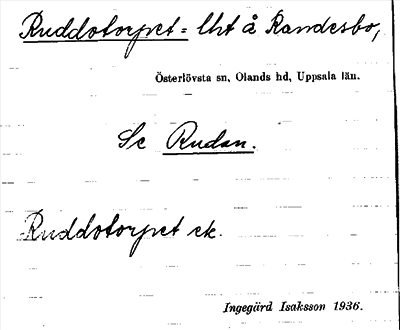 Ruddotorpet = lht å Randesbo,
Österlövsta sn, Olands hd, Uppsala län.
Se Rudan.
Ruddotorpet ek.
Ingegärd Isaksson 1936.